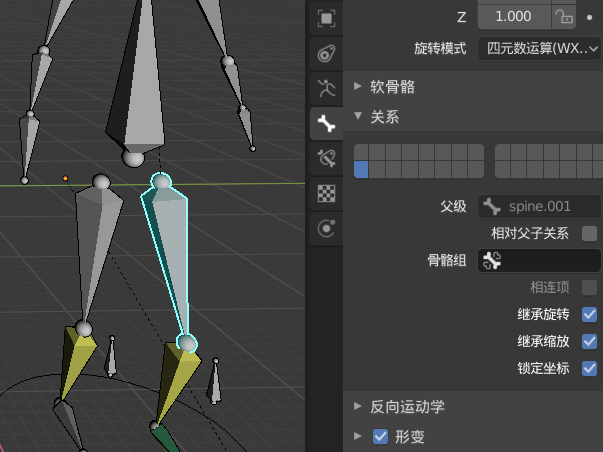 Z 1.000
旋转模式 四元数运算(WX..
软骨骼
关系
父级 spine.001
相对父子关系
骨骼组
相连项
继承旋转
继承缩放
锁定坐标
反向运动学
形变